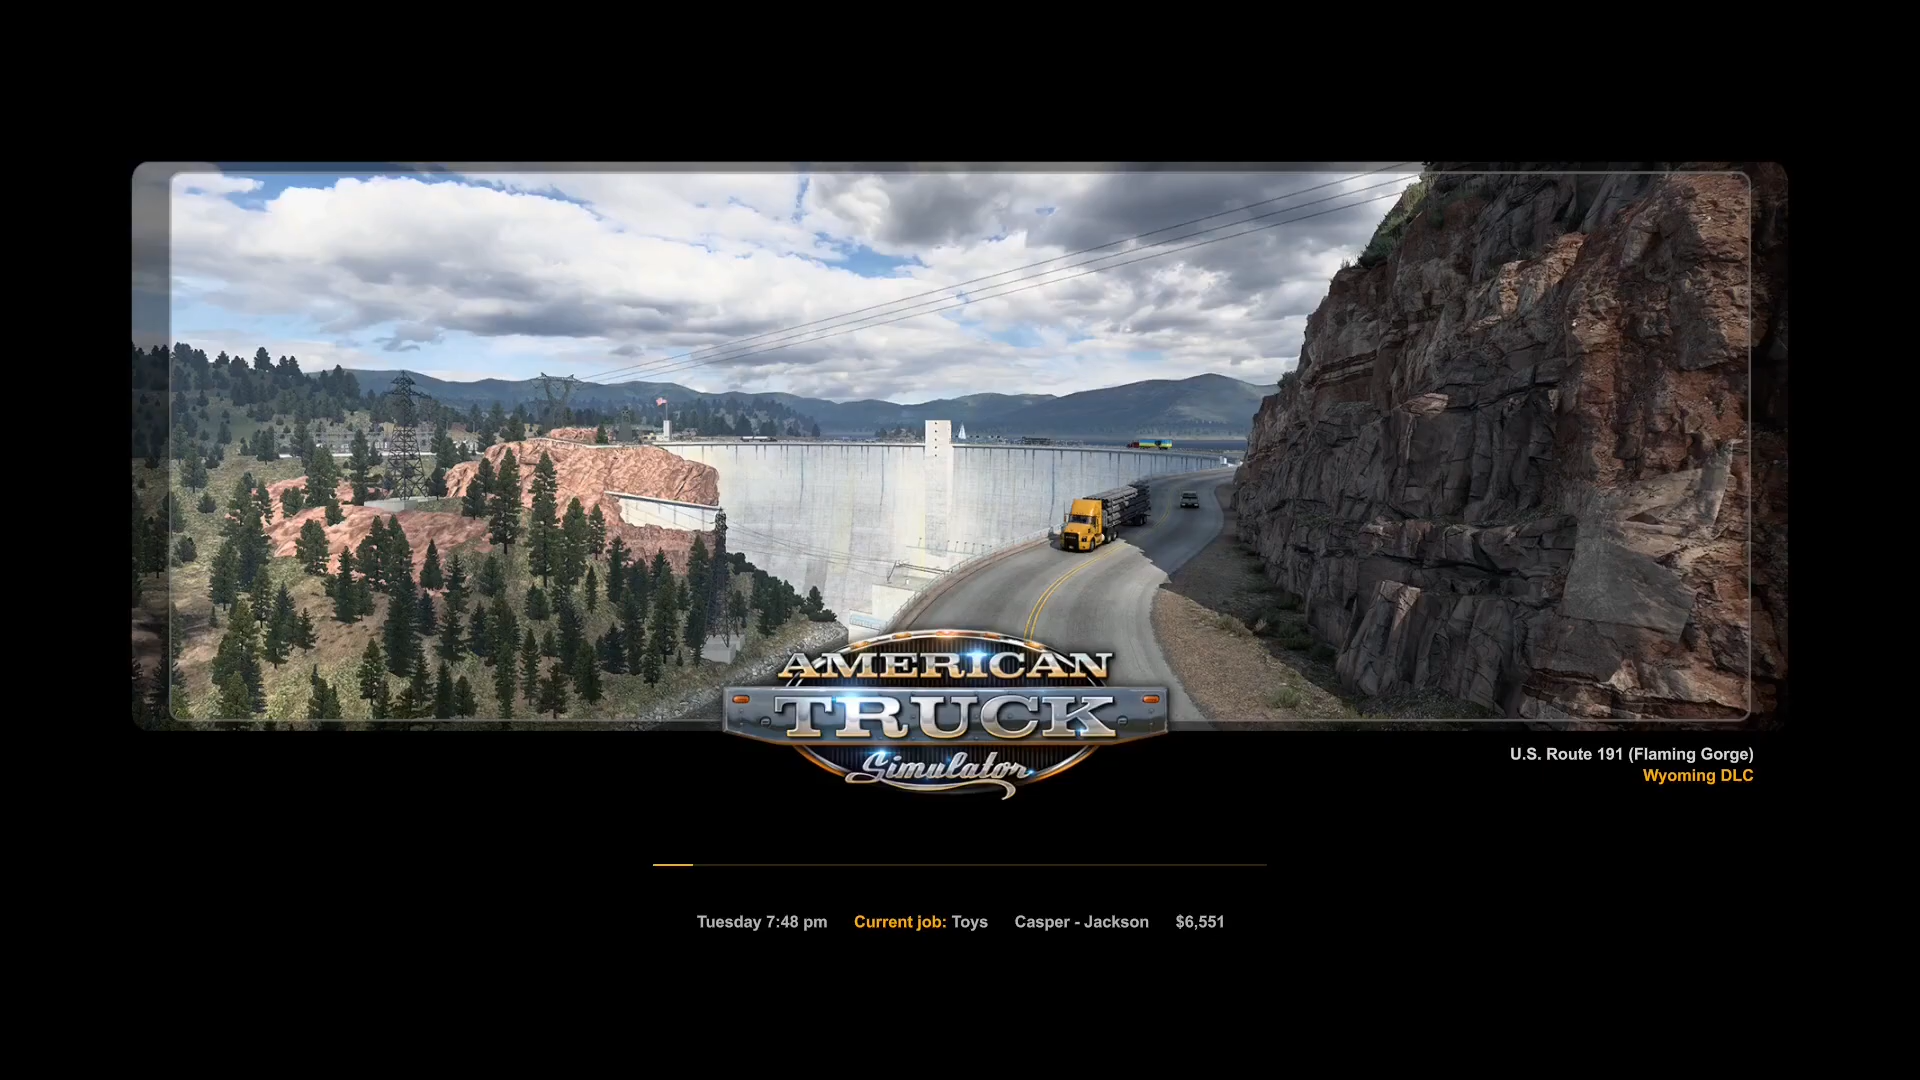 AMERICAN
TRUCK
Simulator
U.S. Route 191 (Flaming Gorge)
Wyoming DLC
Tuesday 7:48 pm Current job: Toys Casper - Jackson $6,551